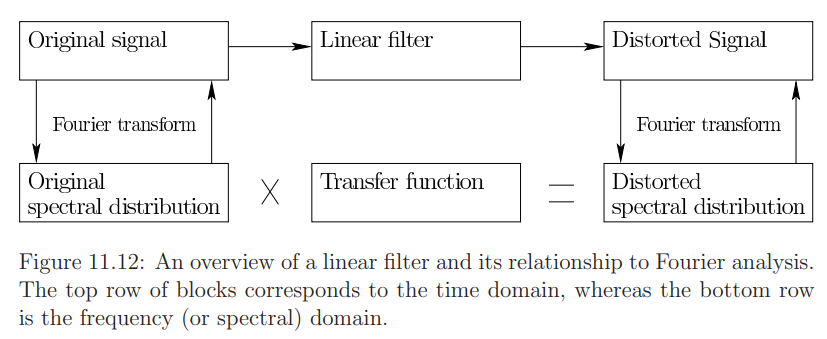 Original signal
Linear filter
Distorted Signal
Fourier transform
Fourier transform
Original
spectral distribution
×
Transfer function
=
Distorted
spectral distribution
Figure 11.12: An overview of a linear filter and its relationship to Fourier analysis.
The top row of blocks corresponds to the time domain, whereas the bottom row
is the frequency (or spectral) domain.